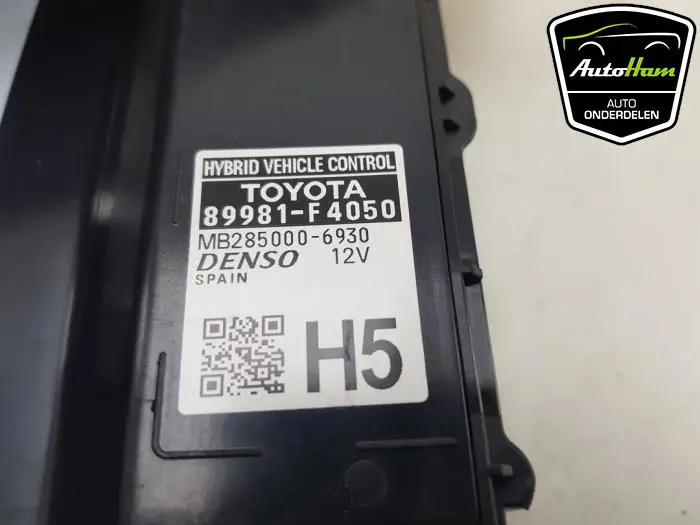 AutoHam
AUTO
ONDERDELEN
HYBRID VEHICLE CONTROL
TOYOTA
89981-F4050
MB285000-6930
DENSO 12V
SPAIN
H5